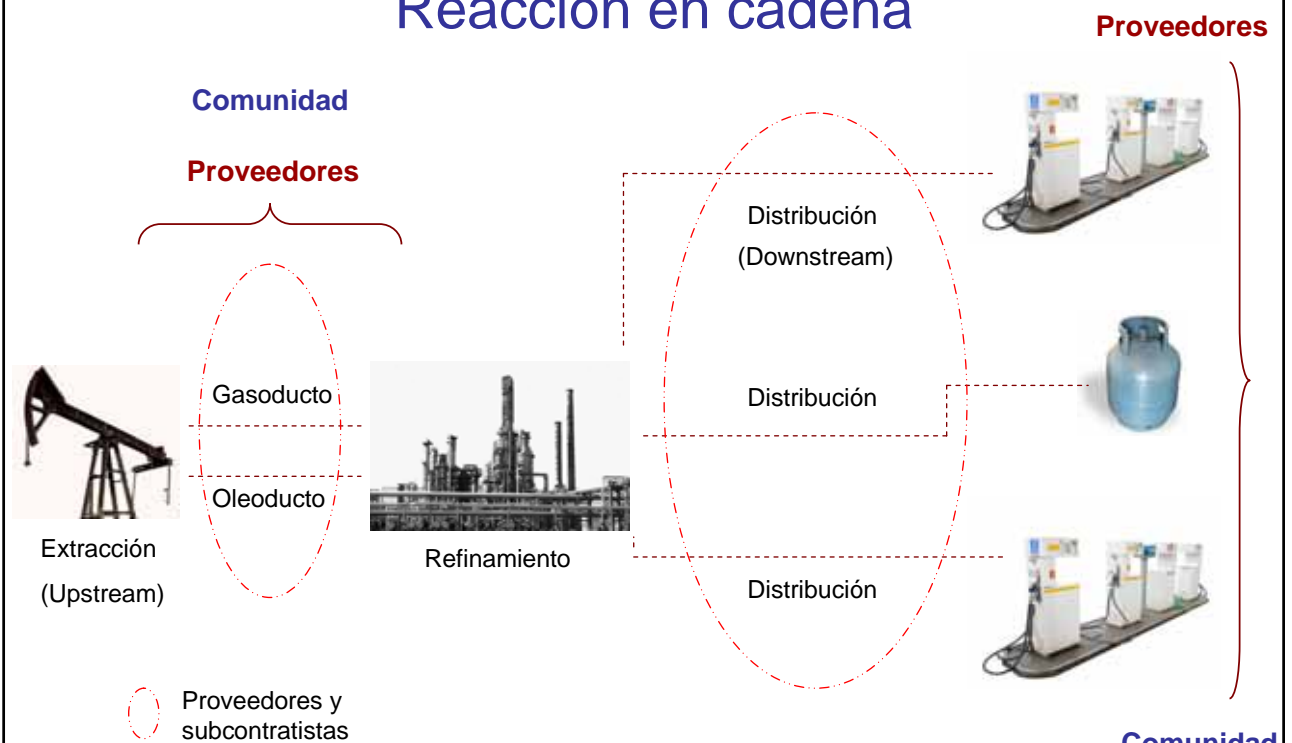 Reacción en cadena
Proveedores
Comunidad
Proveedores
Distribución
(Downstream)
Gasoducto
Distribución
Oleoducto
Extracción
(Upstream)
Refinamiento
Distribución
Proveedores y
subcontratistas
Comunidad